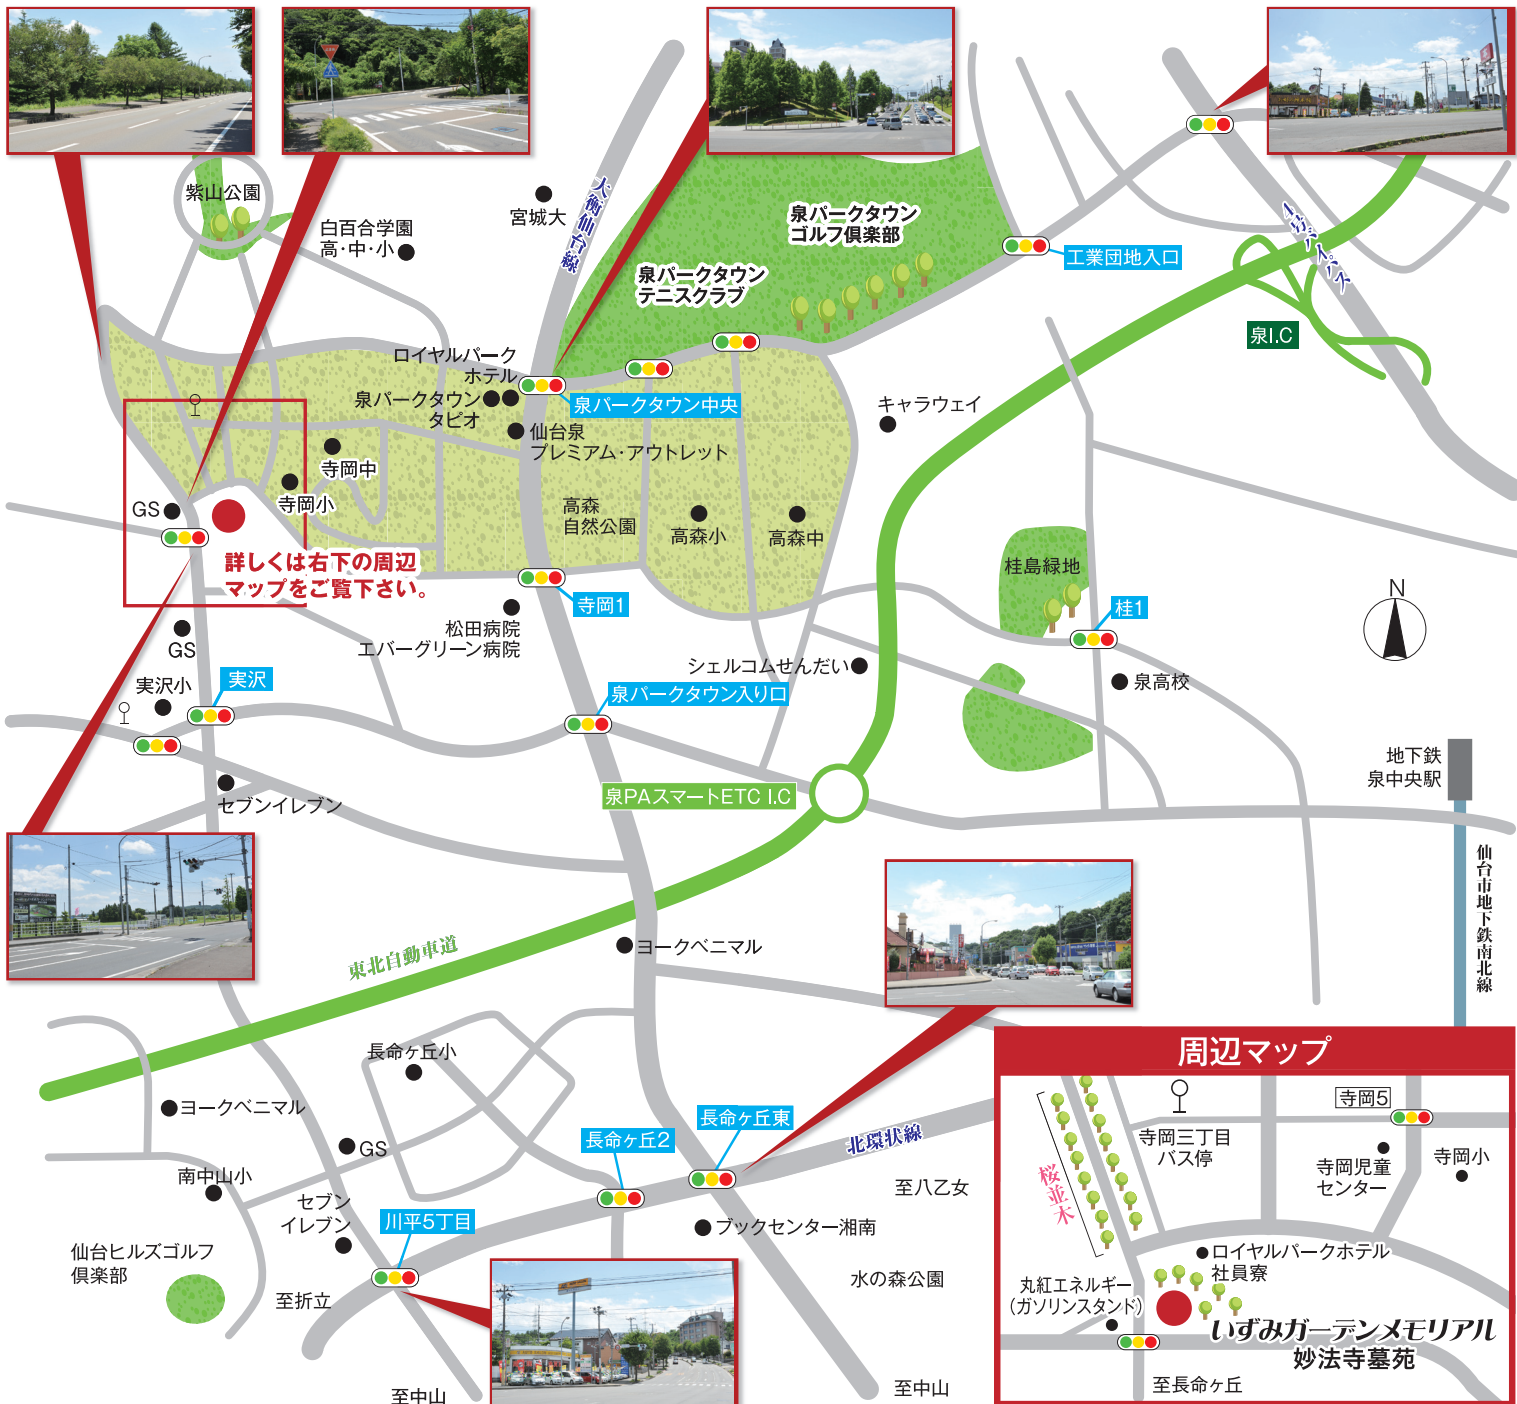 紫山公園
白百合学園
高・中・小
宮城大
大衡仙台線
泉パークタウン
ゴルフ倶楽部
泉パークタウン
テニスクラブ
工業団地入口
4号バイパス
泉I.C
ロイヤルパーク
ホテル
泉パークタウン
タピオ
泉パークタウン中央
仙台泉
プレミアム・アウトレット
キャラウェイ
寺岡中
寺岡小
GS
高森
自然公園
高森小
高森中
詳しくは右下の周辺
マップをご覧下さい。
桂島緑地
N
寺岡1
桂1
松田病院
エバーグリーン病院
GS
シェルコムせんだい
泉高校
実沢小
実沢
泉パークタウン入り口
地下鉄
泉中央駅
セブンイレブン
泉PAスマートETC I.C
仙台市地下鉄南北線
東北自動車道
ヨークベニマル
長命ヶ丘小
ヨークベニマル
GS
長命ヶ丘2
長命ヶ丘東
北環状線
南中山小
セブン
イレブン
川平5丁目
至八乙女
ブックセンター湘南
仙台ヒルズゴルフ
倶楽部
至折立
水の森公園
至中山
至中山
周辺マップ
寺岡5
寺岡三丁目
バス停
寺岡児童
センター
寺岡小
桜並木
ロイヤルパークホテル
社員寮
丸紅エネルギー
(ガソリンスタンド)
いずみガーデンメモリアル
妙法寺墓苑
至長命ヶ丘